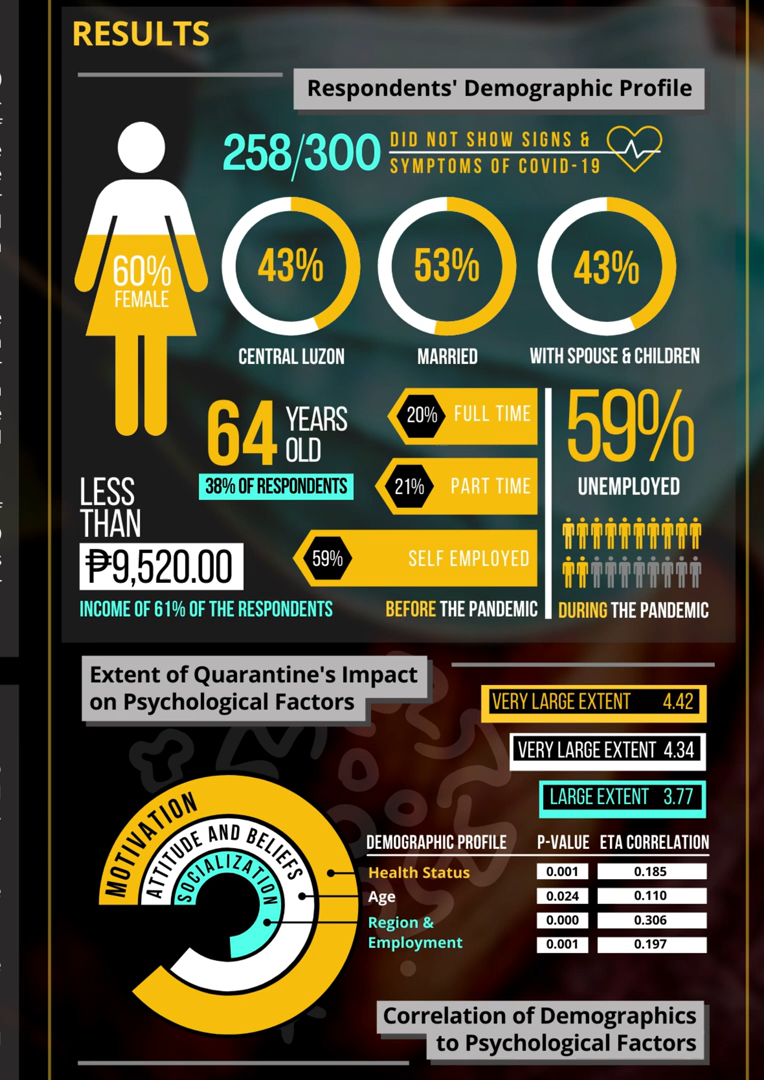 RESULTS
Respondents' Demographic Profile
258/300
DID NOT SHOW SIGNS &
SYMPTOMS OF COVID-19
60%
FEMALE
43%
CENTRAL LUZON
53%
MARRIED
43%
WITH SPOUSE & CHILDREN
64
YEARS
OLD
38% OF RESPONDENTS
LESS
THAN
₱9,520.00
INCOME OF 61% OF THE RESPONDENTS
20% FULL TIME
21% PART TIME
59% SELF EMPLOYED
BEFORE THE PANDEMIC
59%
UNEMPLOYED
DURING THE PANDEMIC
Extent of Quarantine's Impact
on Psychological Factors
VERY LARGE EXTENT 4.42
VERY LARGE EXTENT 4.34
LARGE EXTENT 3.77
MOTIVATION
ATTITUDE AND BELIEFS
SOCIALIZATION
DEMOGRAPHIC PROFILE P-VALUE ETA CORRELATION
Health Status 0.001 0.185
Age 0.024 0.110
Region & 0.000 0.306
Employment 0.001 0.197
Correlation of Demographics
to Psychological Factors